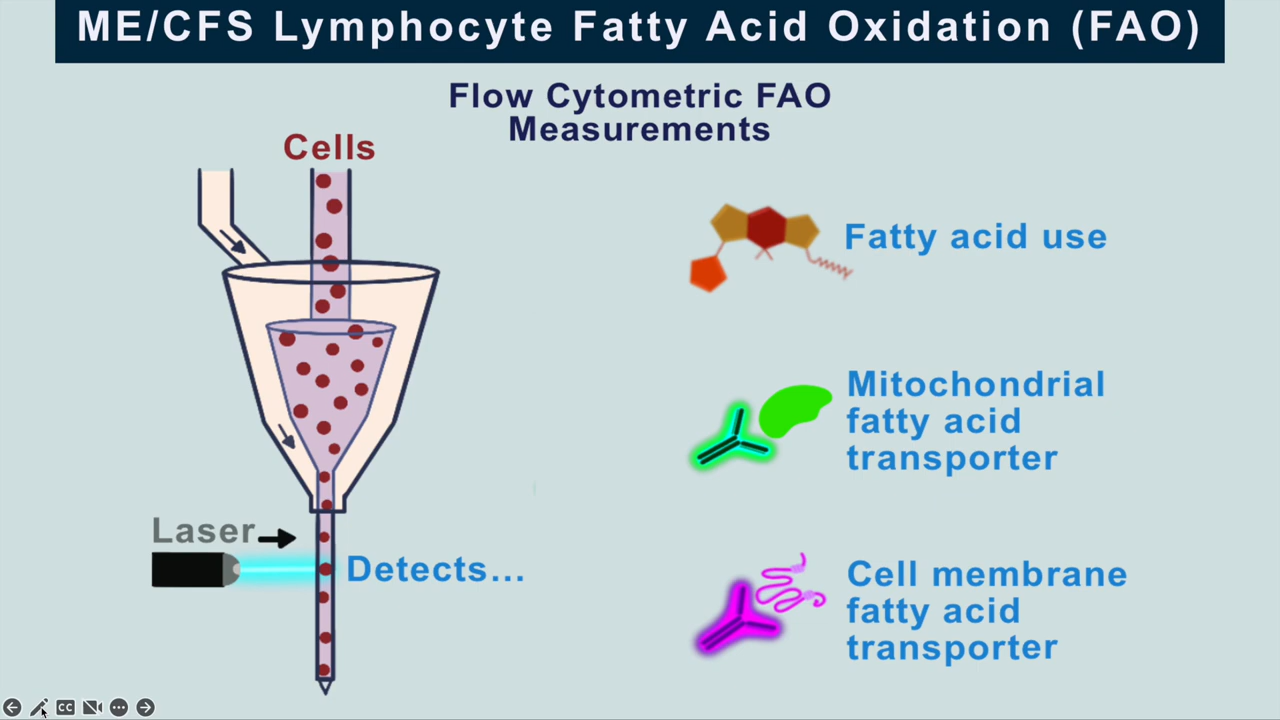 ME/CFS Lymphocyte Fatty Acid Oxidation (FAO)
Flow Cytometric FAO
Measurements
Cells
Fatty acid use
Mitochondrial
fatty acid
transporter
Laser
Detects...
Cell membrane
fatty acid
transporter
CC